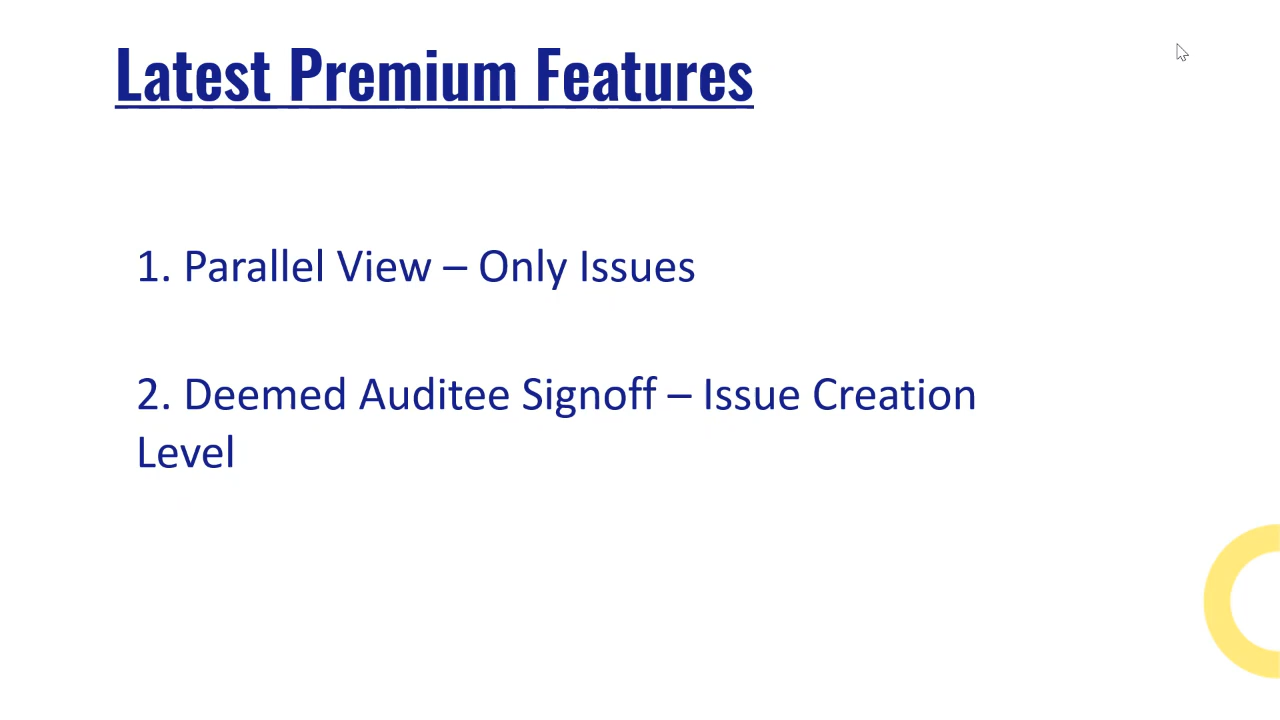 Latest Premium Features
1. Parallel View – Only Issues
2. Deemed Auditee Signoff – Issue Creation
Level